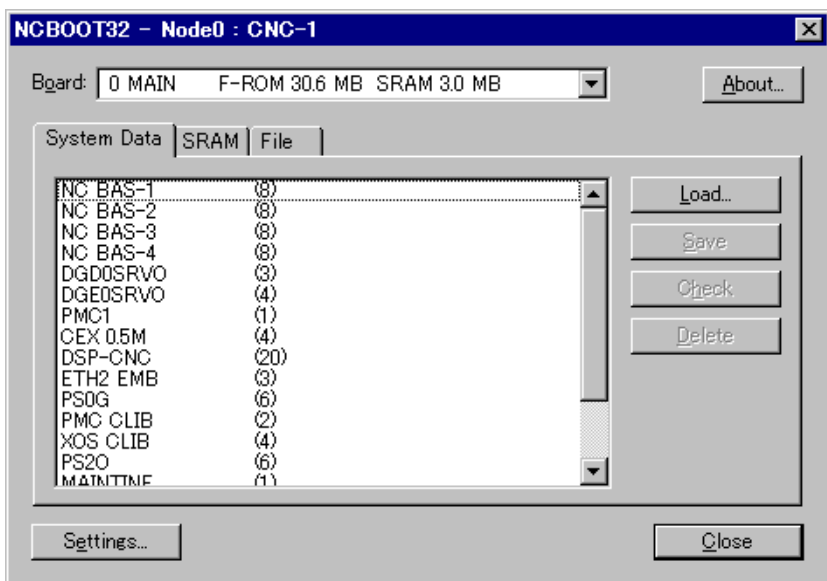 NCBOOT32 - Node0 : CNC-1
Board: 0 MAIN F-ROM 30.6 MB SRAM 3.0 MB About...
System Data SRAM File
NC BAS-1 (8)
NC BAS-2 (8)
NC BAS-3 (8)
NC BAS-4 (8)
DGD0SRVO (3)
DGE0SRVO (4)
PMC1 (1)
CEX 0.5M (4)
DSP-CNC (20)
ETH2 EMB (3)
PS0G (6)
PMC CLIB (2)
XOS CLIB (4)
PS2O (6)
MAINTINF (1)
Load...
Save
Check
Delete
Settings... Close